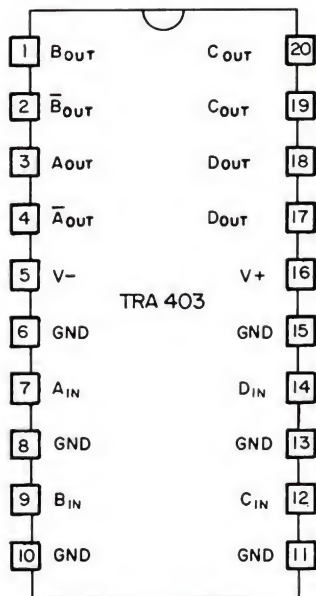 1 BOUT COUT 20
2 B̅OUT COUT 19
3 AOUT DOUT 18
4 A̅OUT DOUT 17
5 V– V+ 16
TRA 403
6 GND GND 15
7 AIN DIN 14
8 GND GND 13
9 BIN CIN 12
10 GND GND 11